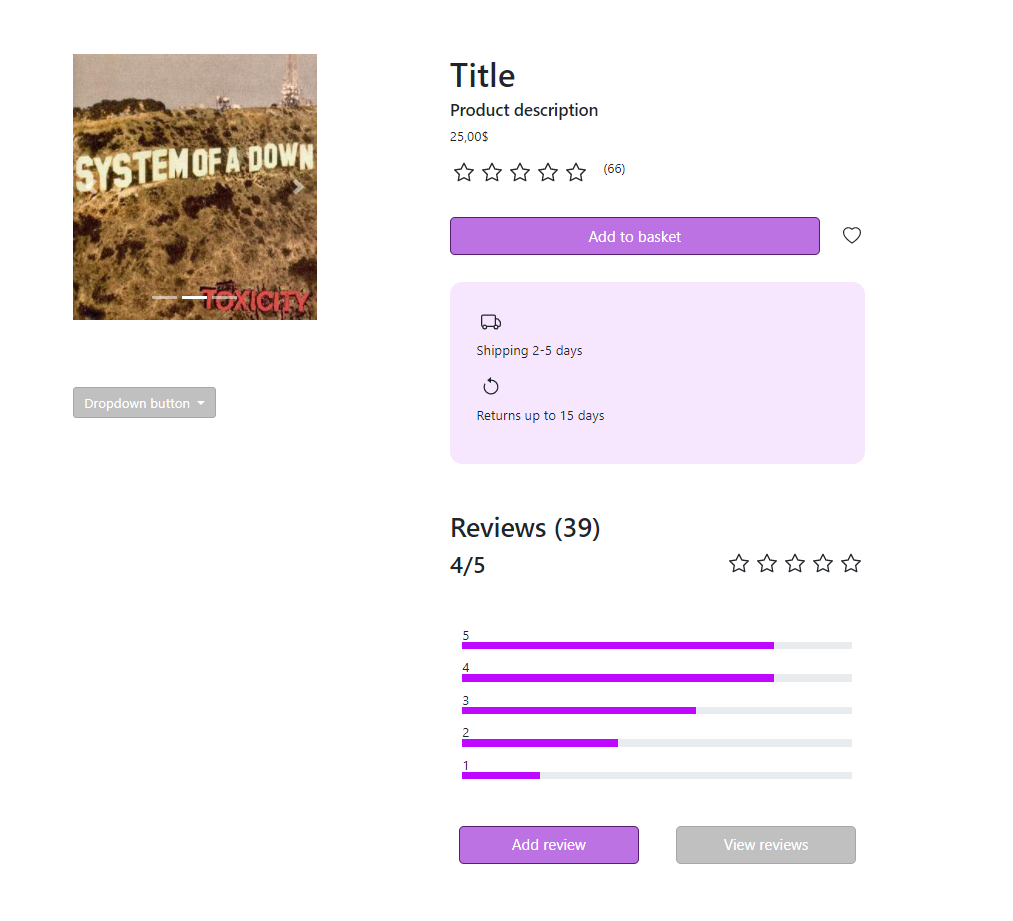 SYSTEM OF A DOWN
TOXICITY
Dropdown button
Title
Product description
25,00$
(66)
Add to basket
Shipping 2-5 days
Returns up to 15 days
Reviews (39)
4/5
5
4
3
2
1
Add review
View reviews